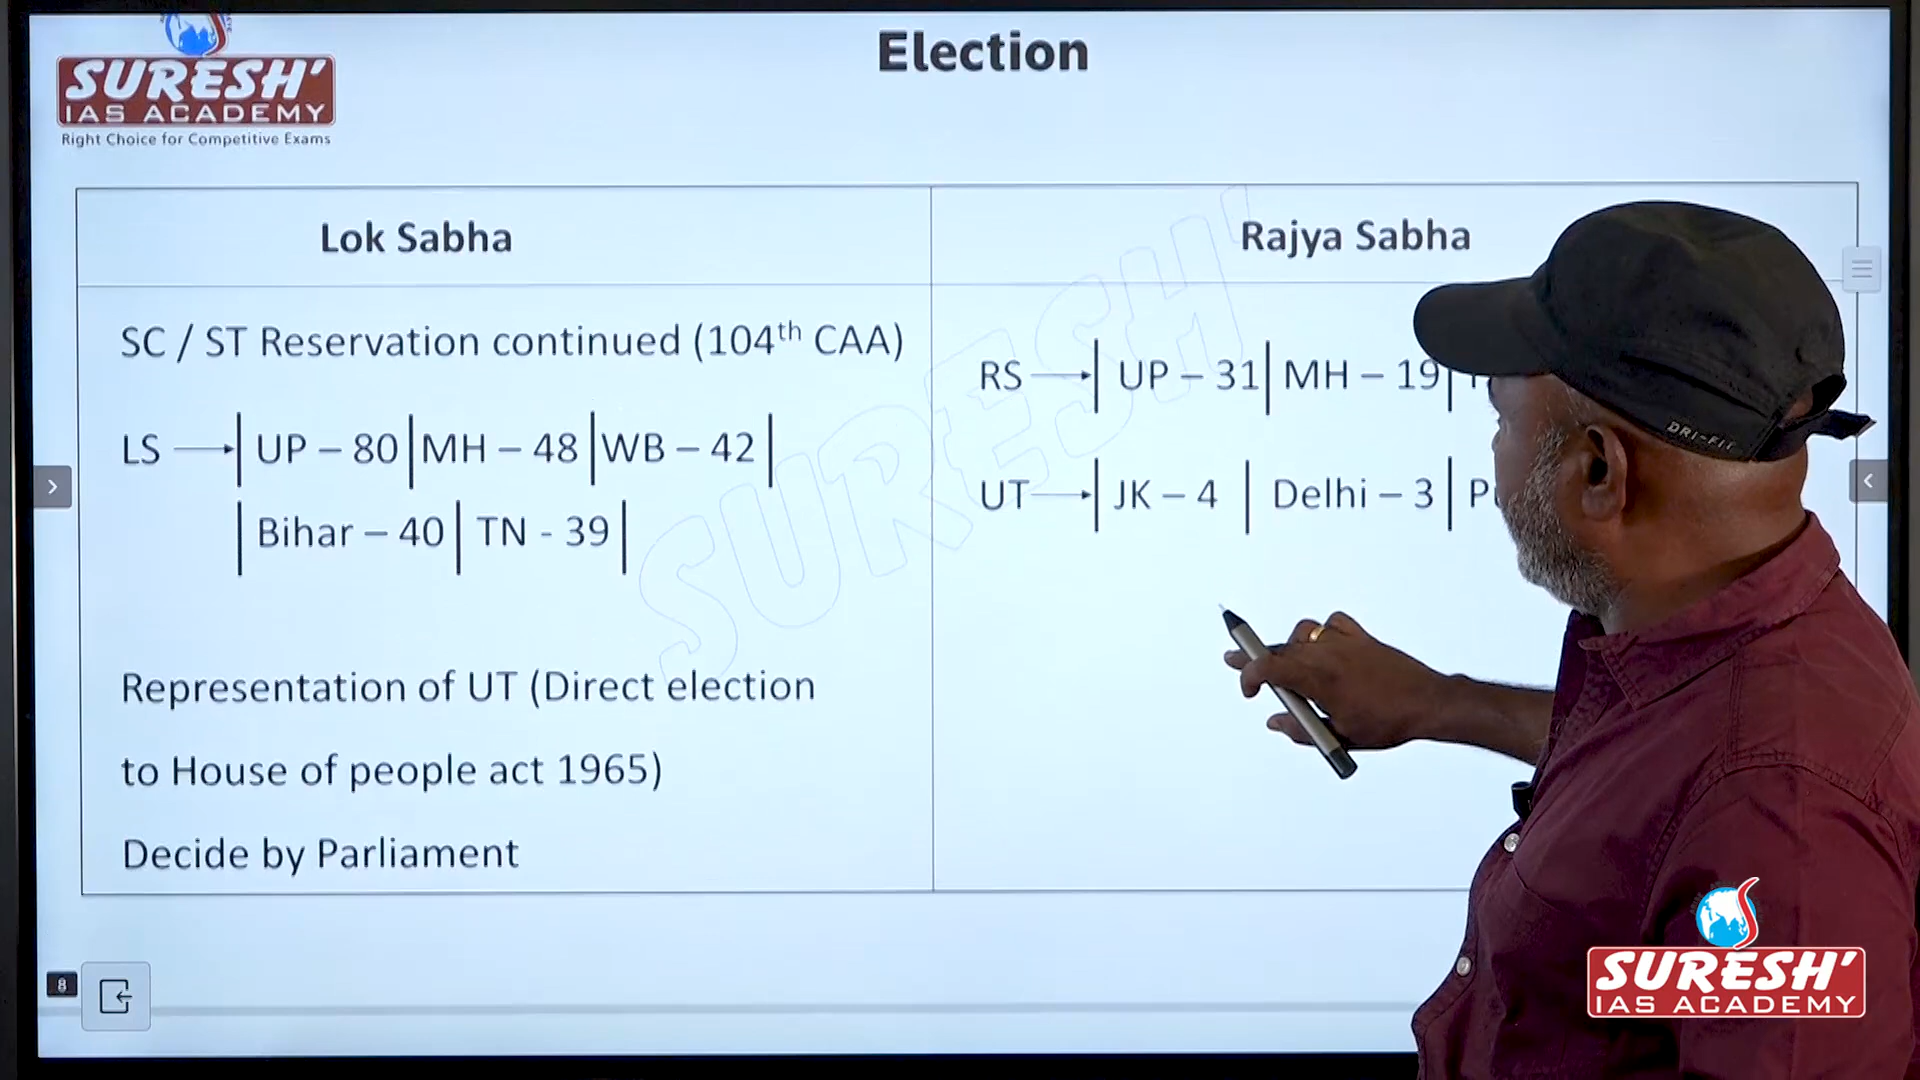 SURESH'
IAS ACADEMY
Right Choice for Competitive Exams
Election
Lok Sabha
SC / ST Reservation continued (104th CAA)
LS → | UP – 80 | MH – 48 | WB – 42 |
| Bihar – 40 | TN - 39 |
Representation of UT (Direct election
to House of people act 1965)
Decide by Parliament
Rajya Sabha
RS → | UP – 31 | MH – 19 |
UT → | JK – 4 | Delhi – 3 |
SURESH'
DRI-FIT
8
SURESH'
IAS ACADEMY